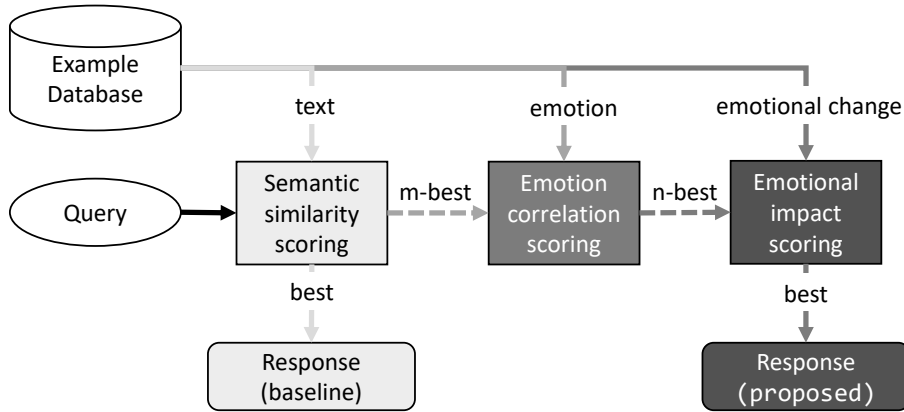 Example
Database
text
emotion
emotional change
Query
Semantic
similarity
scoring
m-best
Emotion
correlation
scoring
n-best
Emotional
impact
scoring
best
best
Response
(baseline)
Response
(proposed)